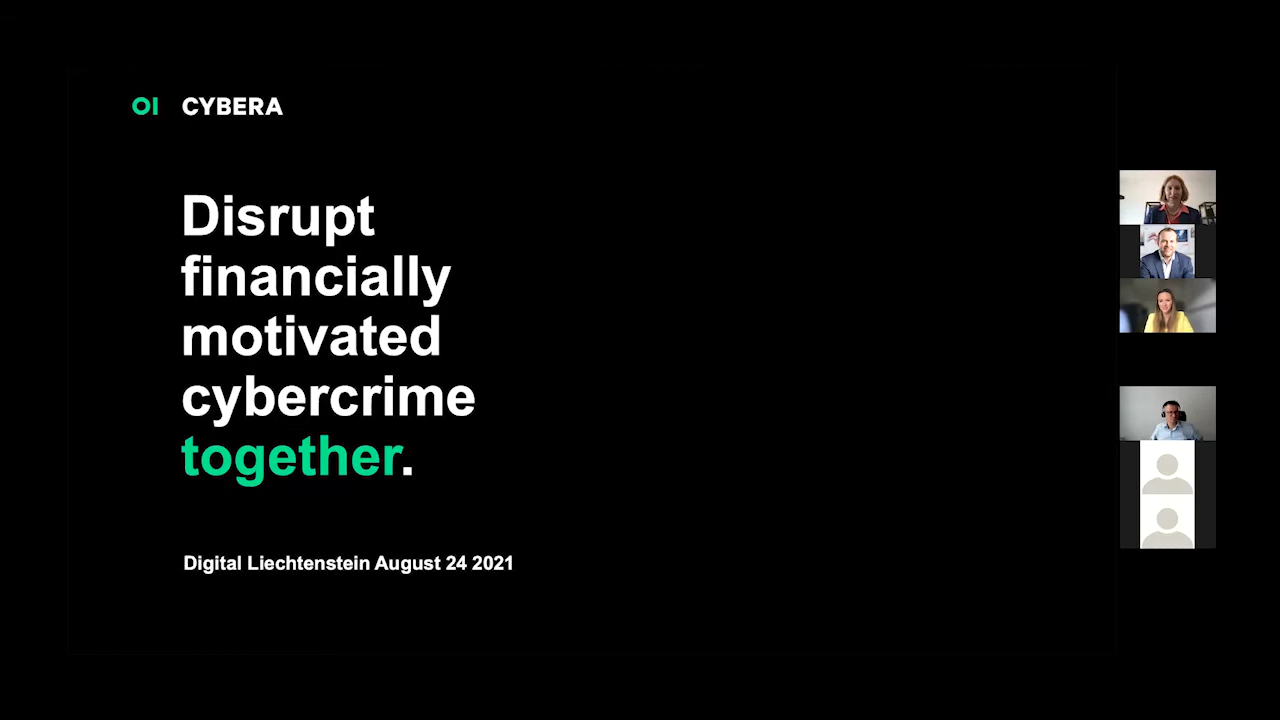 OI CYBERA
Disrupt
financially
motivated
cybercrime
together.
Digital Liechtenstein August 24 2021